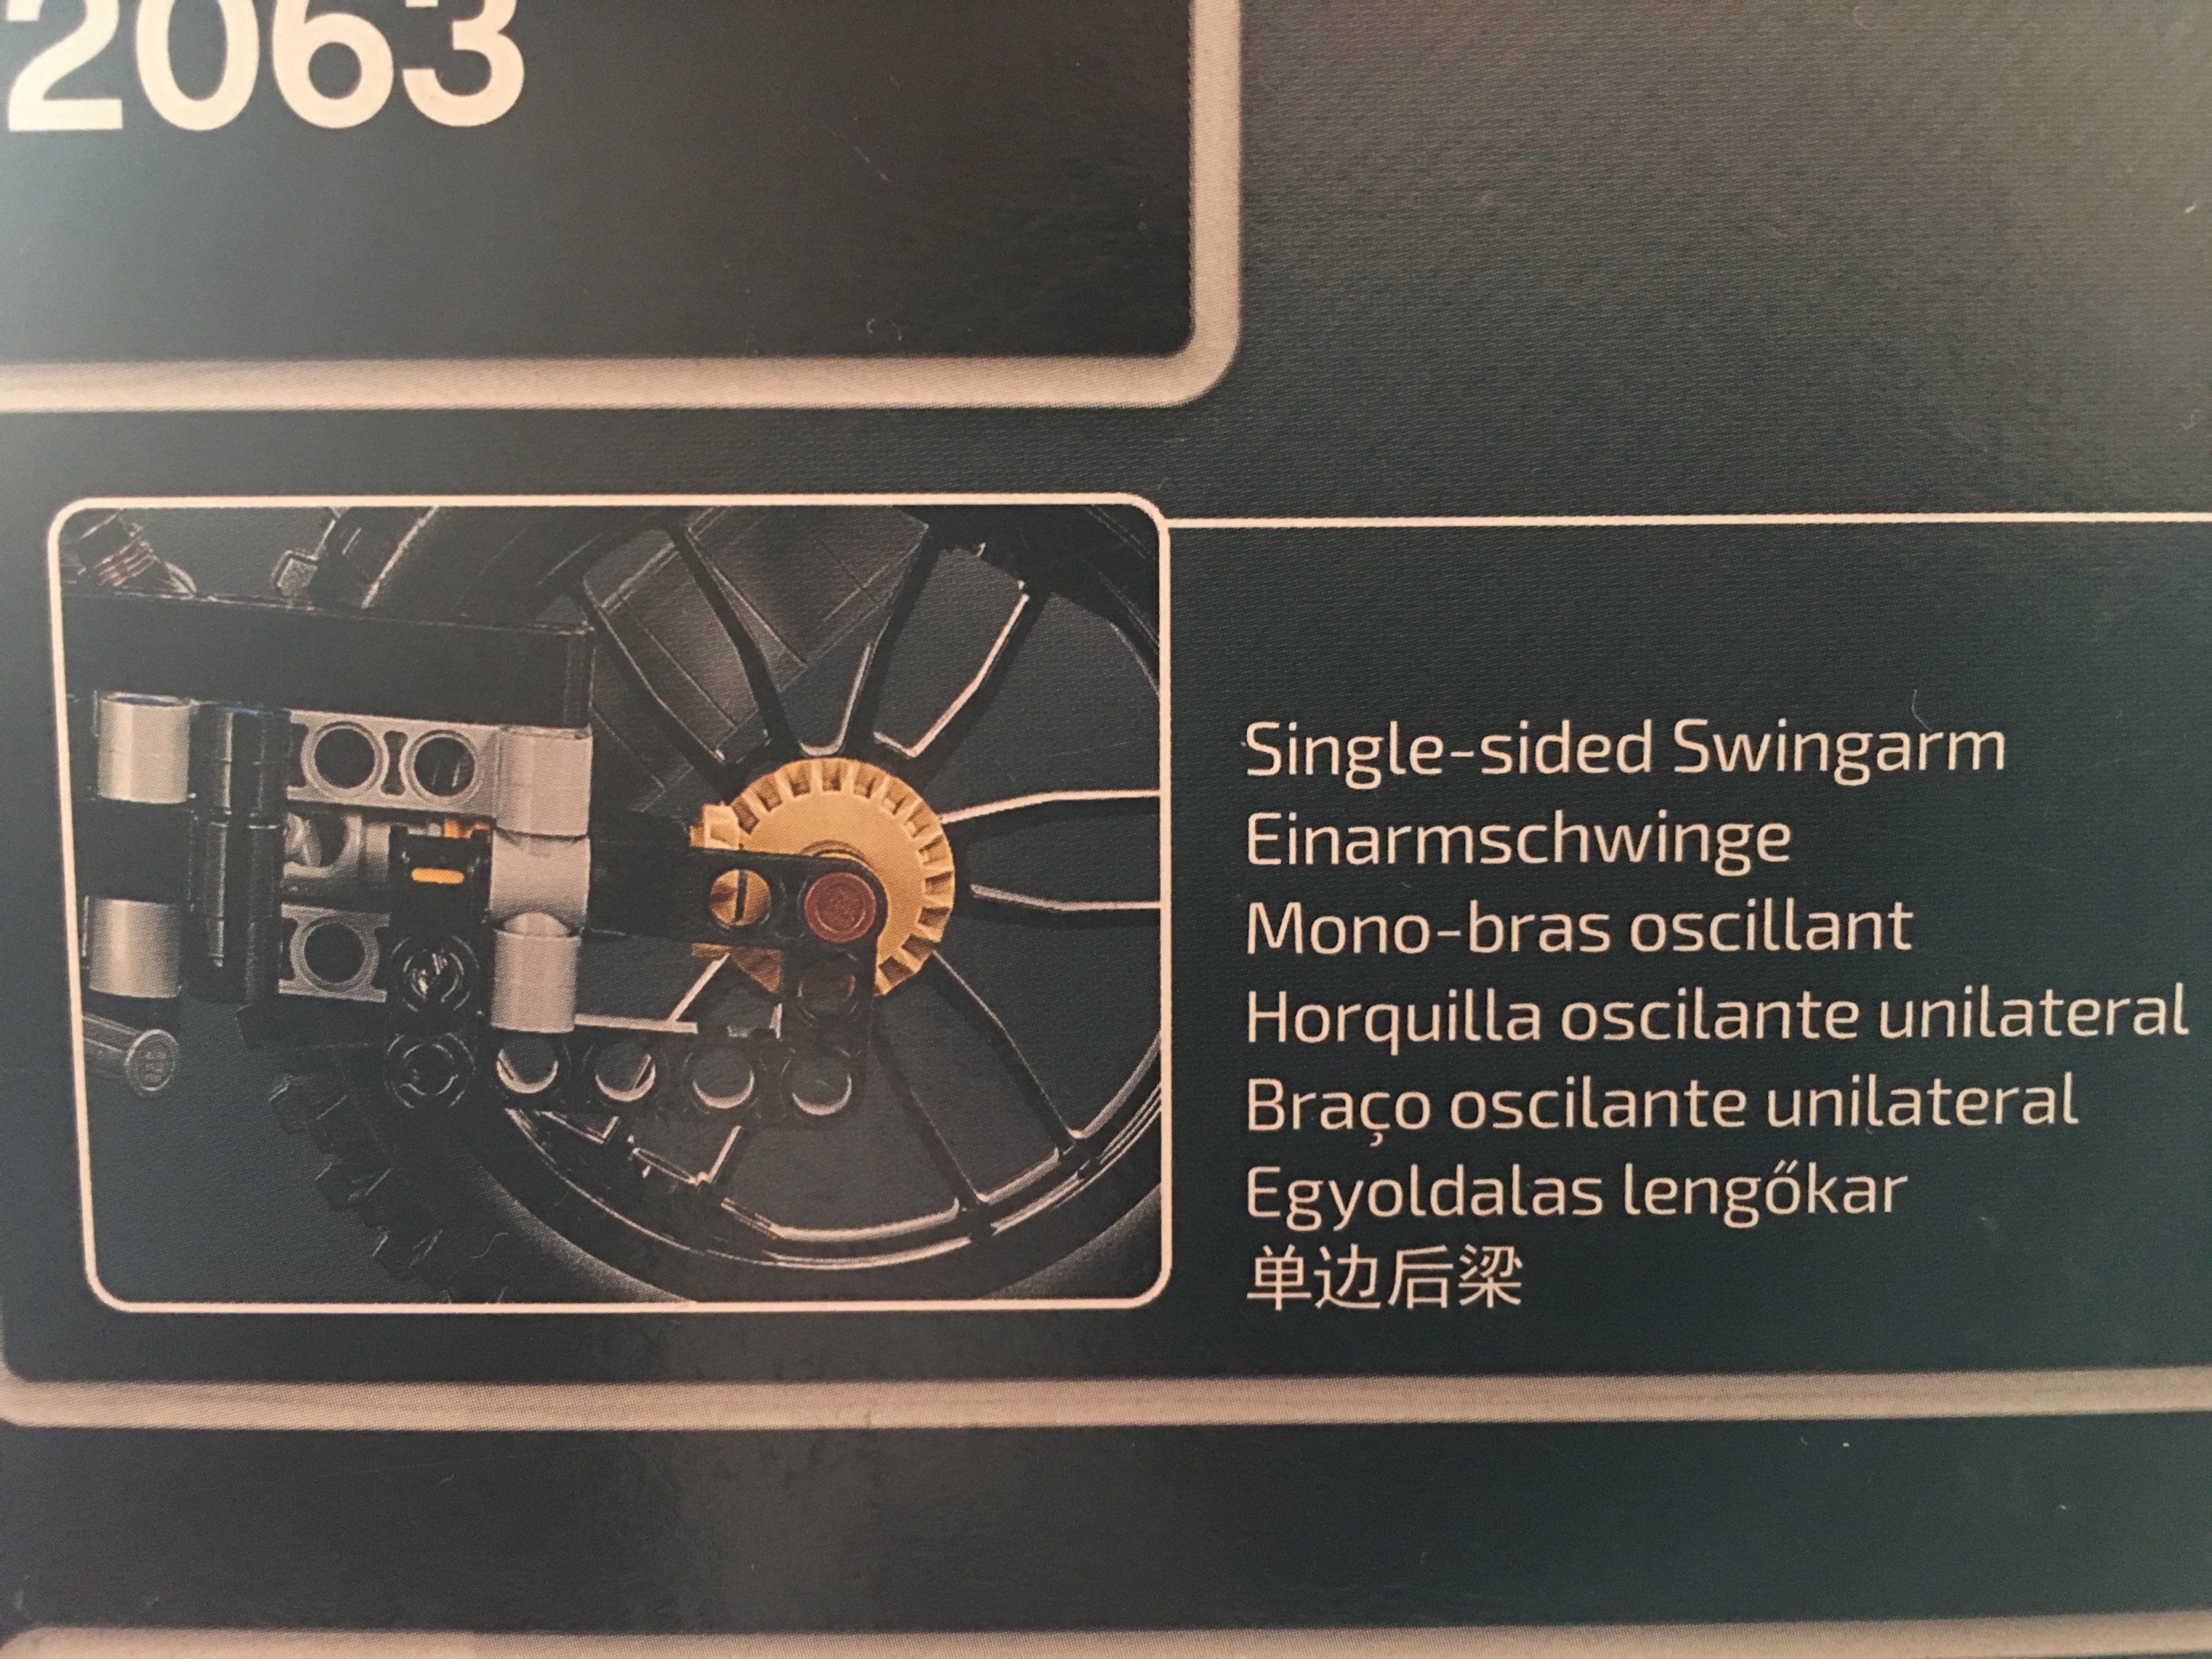 2063
Single-sided Swingarm
Einarmschwinge
Mono-bras oscillant
Horquilla oscilante unilateral
Braço oscilante unilateral
Egyoldalas lengőkar
单边后梁